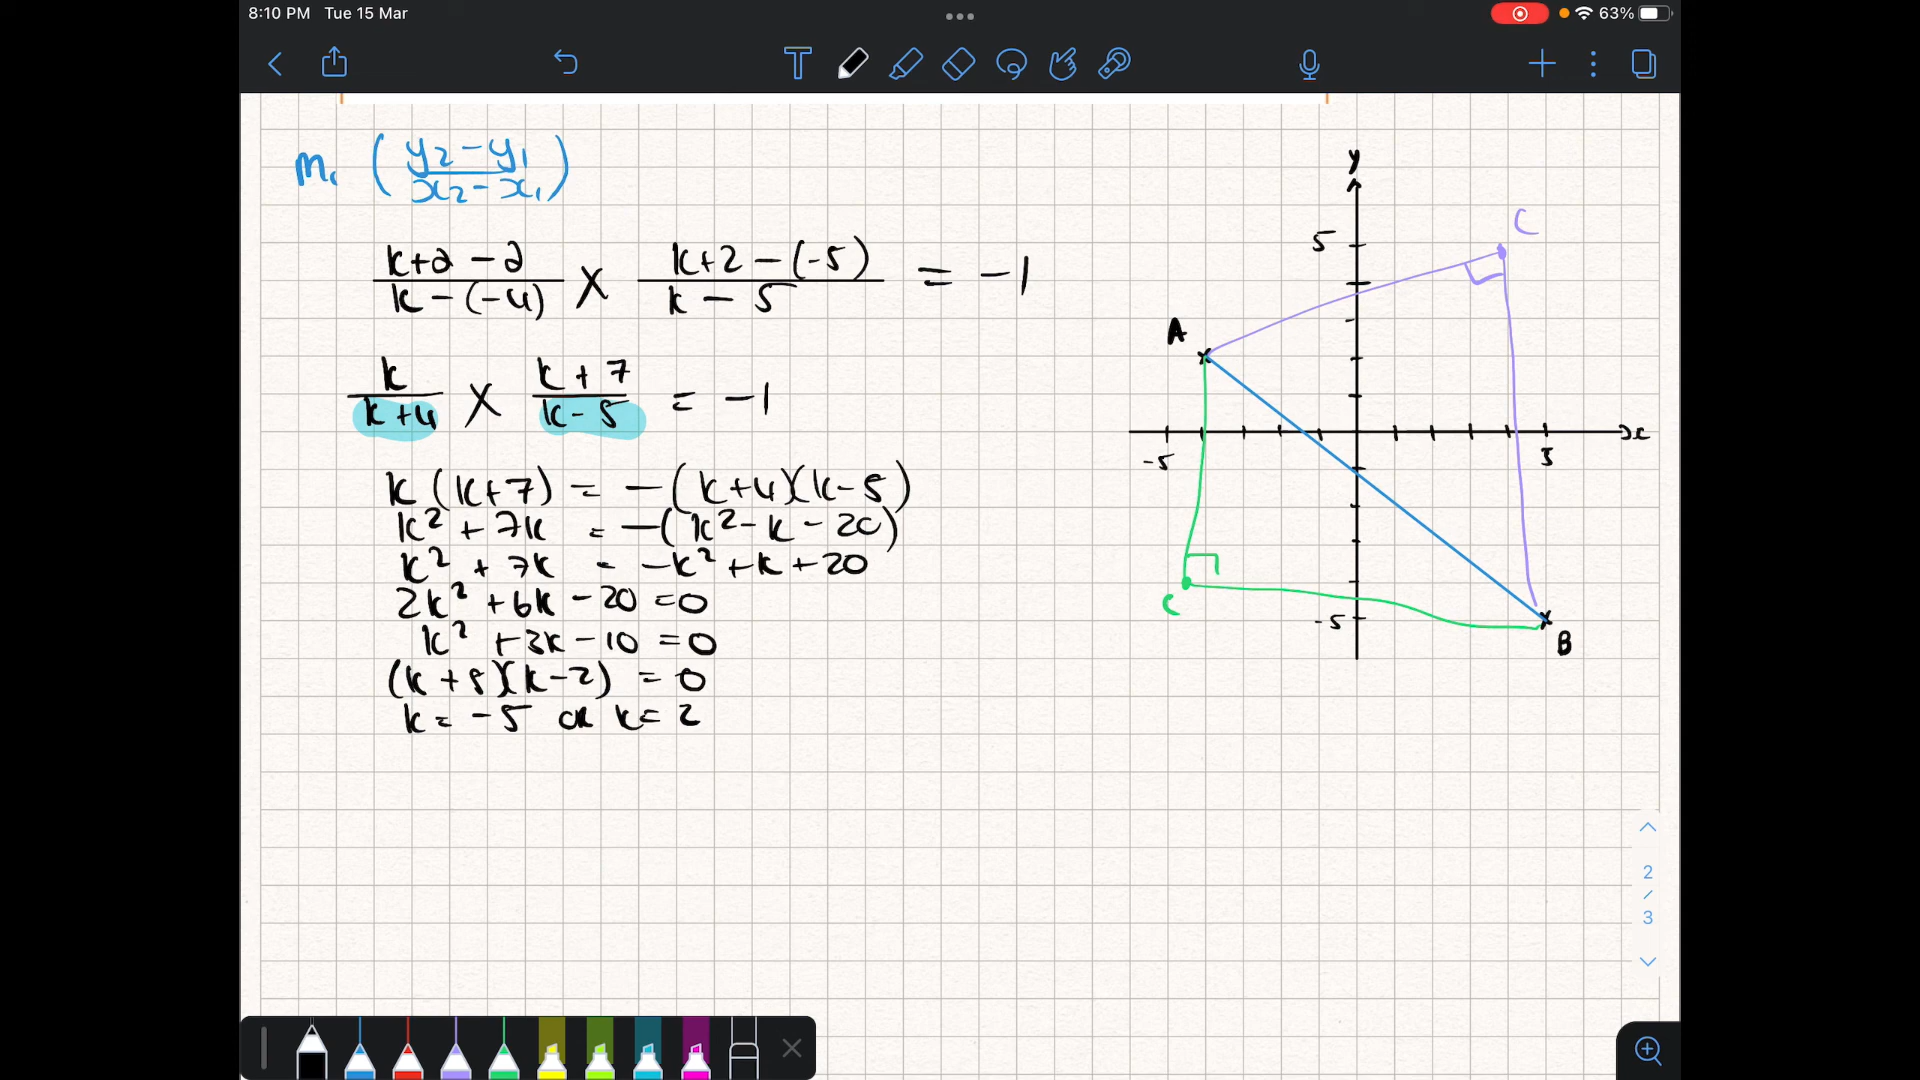 8:10 PM Tue 15 Mar
63%
m₁ (y₂ − y₁ / x₂ − x₁)
k+2 − 2 / k − (−4) × k+2 − (−5) / k − 5 = −1
k / k+4 × k + 7 / k − 5 = −1
k (k+7) = −(k+4)(k−5)
k² + 7k = −(k² − k − 20)
k² + 7k = −k² + k + 20
2k² + 6k − 20 = 0
k² + 3k − 10 = 0
(k + 5)(k − 2) = 0
k = −5 or k = 2
y
C
5
A
x
-5
5
C
-5
B
2
/
3